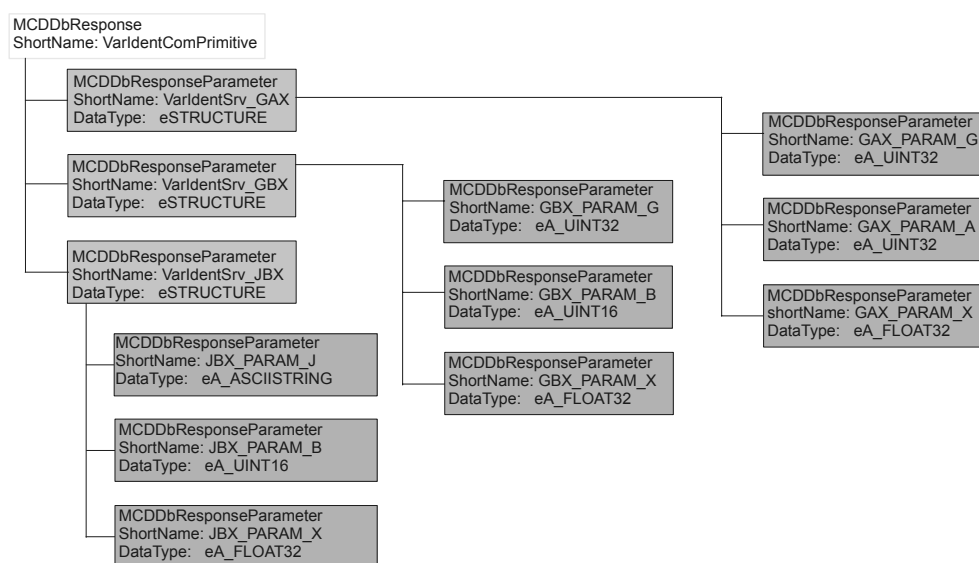 MCDDbResponse
ShortName: VarIdentComPrimitive
MCDDbResponseParameter
ShortName: VarIdentSrv_GAX
DataType: eSTRUCTURE
MCDDbResponseParameter
ShortName: GAX_PARAM_G
DataType: eA_UINT32
MCDDbResponseParameter
ShortName: GAX_PARAM_A
DataType: eA_UINT32
MCDDbResponseParameter
shortName: GAX_PARAM_X
DataType: eA_FLOAT32
MCDDbResponseParameter
ShortName: VarIdentSrv_GBX
DataType: eSTRUCTURE
MCDDbResponseParameter
ShortName: GBX_PARAM_G
DataType: eA_UINT32
MCDDbResponseParameter
ShortName: GBX_PARAM_B
DataType: eA_UINT16
MCDDbResponseParameter
ShortName: GBX_PARAM_X
DataType: eA_FLOAT32
MCDDbResponseParameter
ShortName: VarIdentSrv_JBX
DataType: eSTRUCTURE
MCDDbResponseParameter
ShortName: JBX_PARAM_J
DataType: eA_ASCIISTRING
MCDDbResponseParameter
ShortName: JBX_PARAM_B
DataType: eA_UINT16
MCDDbResponseParameter
ShortName: JBX_PARAM_X
DataType: eA_FLOAT32